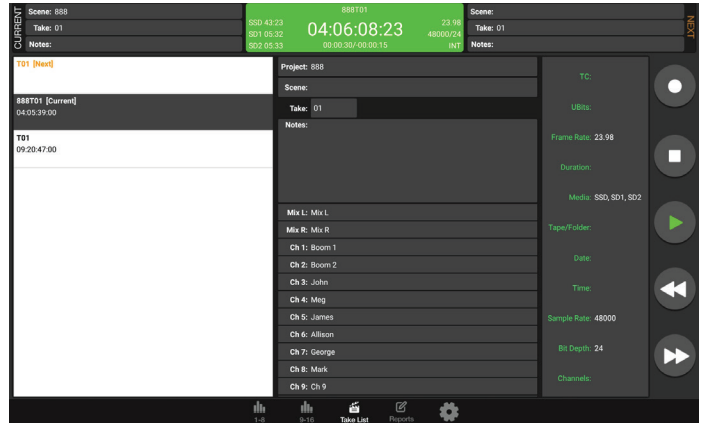 CURRENT
Scene: 888
Take: 01
Notes:
888T01
SSD 43:23
SD1 05:32
SD2 05:33
04:06:08:23
00:00:30/-00:00:15
23.98
48000/24
INT
Scene:
Take: 01
Notes:
NEXT
T01 [Next]
888T01 [Current]
04:05:39:00
T01
09:20:47:00
Project: 888
Scene:
Take: 01
Notes:
Mix L: Mix L
Mix R: Mix R
Ch 1: Boom 1
Ch 2: Boom 2
Ch 3: John
Ch 4: Meg
Ch 5: James
Ch 6: Allison
Ch 7: George
Ch 8: Mark
Ch 9: Ch 9
TC:
UBits:
Frame Rate: 23.98
Duration:
Media: SSD, SD1, SD2
Tape/Folder:
Date:
Time:
Sample Rate: 48000
Bit Depth: 24
Channels:
1-8
9-16
Take List
Reports